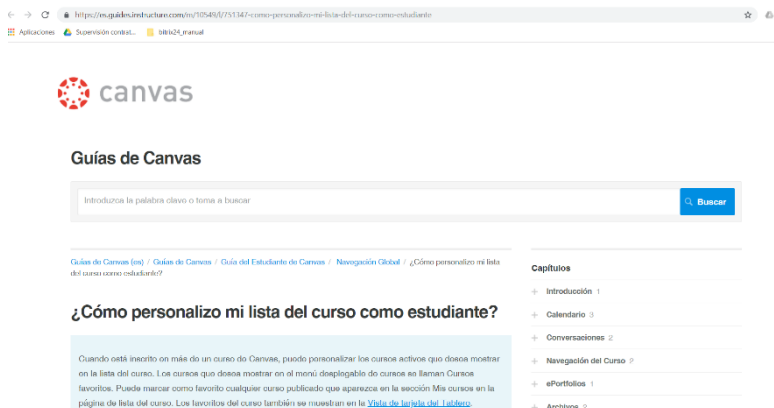 https://es.guides.instructure.com/m/10549/l/751347-como-personalizo-mi-lista-del-curso-como-estudiante
Aplicaciones Supervisión contrat... bitrix24_manual
canvas
Guías de Canvas
Introduzca la palabra clave o tema a buscar
Buscar
Guías de Canvas (es) / Guías de Canvas / Guía del Estudiante de Canvas / Navegación Global / ¿Cómo personalizo mi lista
del curso como estudiante?
¿Cómo personalizo mi lista del curso como estudiante?
Cuando está inscrito en más de un curso de Canvas, puede personalizar los cursos activos que desea mostrar
en la lista del curso. Los cursos que desea mostrar en el menú desplegable de cursos se llaman Cursos
favoritos. Puede marcar como favorito cualquier curso publicado que aparezca en la sección Mis cursos en la
página de lista del curso. Los favoritos del curso también se muestran en la Vista de tarjeta del Tablero.
Capítulos
Introducción 1
Calendario 3
Conversaciones 2
Navegación del Curso 2
ePortfolios 1
Archivos 2